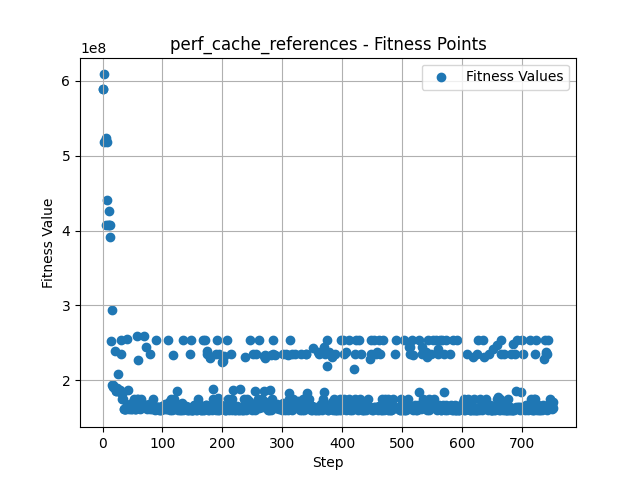 perf_cache_references - Fitness Points
1e8
Fitness Values
6
5
4
3
2
Fitness Value
0 100 200 300 400 500 600 700
Step